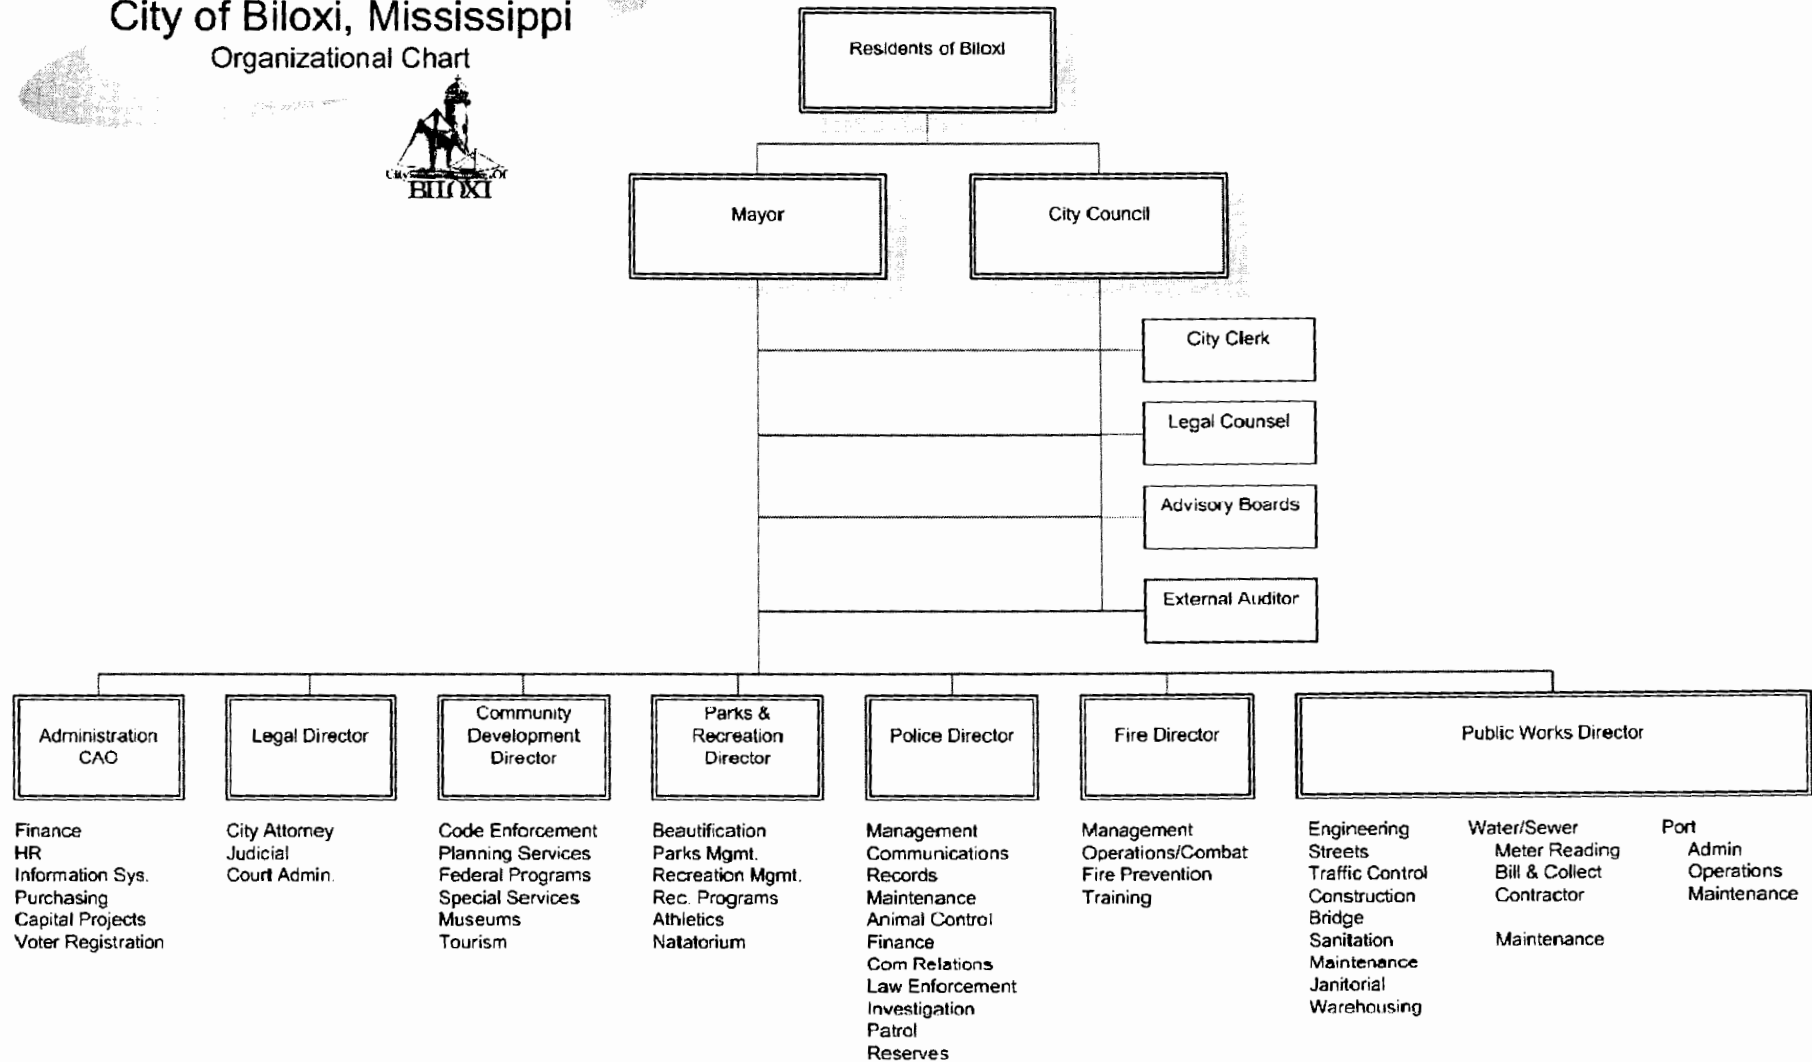 City of Biloxi, Mississippi
Organizational Chart
BILOXI
Residents of Biloxi
Mayor
City Council
City Clerk
Legal Counsel
Advisory Boards
External Auditor
Administration
CAO
Legal Director
Community
Development
Director
Parks &
Recreation
Director
Police Director
Fire Director
Public Works Director
Finance
HR
Information Sys.
Purchasing
Capital Projects
Voter Registration
City Attorney
Judicial
Court Admin.
Code Enforcement
Planning Services
Federal Programs
Special Services
Museums
Tourism
Beautification
Parks Mgmt.
Recreation Mgmt.
Rec. Programs
Athletics
Natatorium
Management
Communications
Records
Maintenance
Animal Control
Finance
Com Relations
Law Enforcement
Investigation
Patrol
Reserves
Management
Operations/Combat
Fire Prevention
Training
Engineering
Streets
Traffic Control
Construction
Bridge
Sanitation
Maintenance
Janitorial
Warehousing
Water/Sewer
Meter Reading
Bill & Collect
Contractor
Maintenance
Port
Admin
Operations
Maintenance